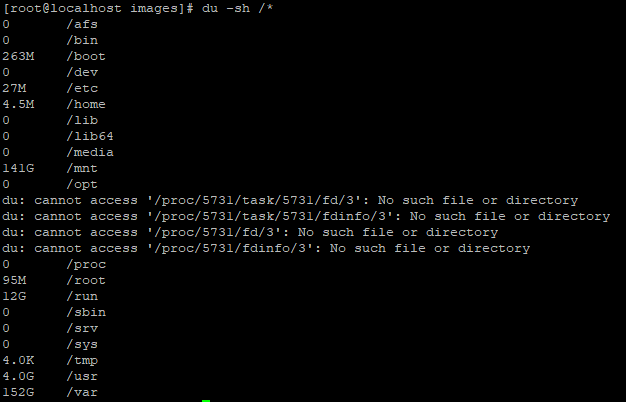 [root@localhost images]# du -sh /*
0       /afs
0       /bin
263M    /boot
0       /dev
27M     /etc
4.5M    /home
0       /lib
0       /lib64
0       /media
141G    /mnt
0       /opt
du: cannot access '/proc/5731/task/5731/fd/3': No such file or directory
du: cannot access '/proc/5731/task/5731/fdinfo/3': No such file or directory
du: cannot access '/proc/5731/fd/3': No such file or directory
du: cannot access '/proc/5731/fdinfo/3': No such file or directory
0       /proc
95M     /root
12G     /run
0       /sbin
0       /srv
0       /sys
4.0K    /tmp
4.0G    /usr
152G    /var